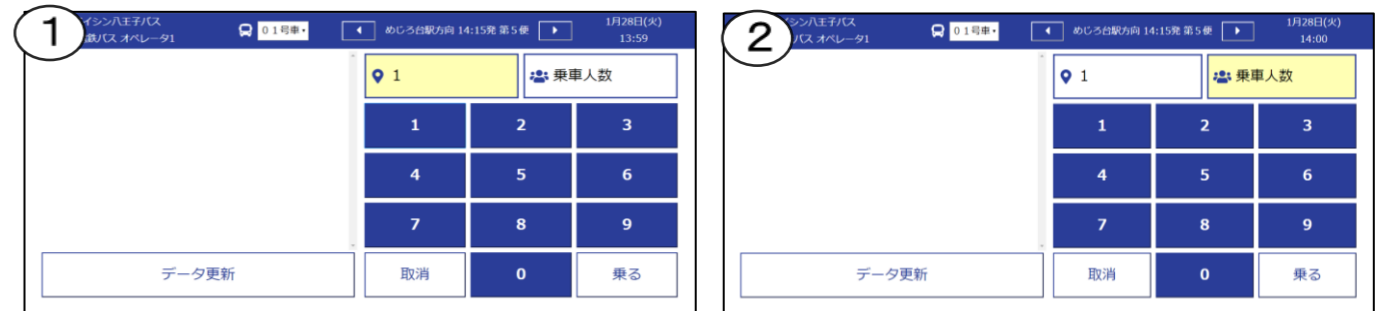 1
イシン八王子バス
鉄バス オペレータ1
01号車
めじろ台駅方向 14:15発 第5便
1月28日(火)
13:59
1
乗車人数
1 2 3
4 5 6
7 8 9
データ更新
取消 0 乗る
2
シン八王子バス
バス オペレータ1
01号車
めじろ台駅方向 14:15発 第5便
1月28日(火)
14:00
1
乗車人数
1 2 3
4 5 6
7 8 9
データ更新
取消 0 乗る